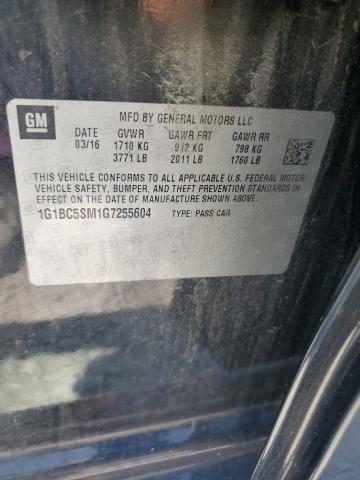 GM
MFD BY GENERAL MOTORS LLC
DATE GVWR GAWR FRT GAWR RR
03/16 1710 KG 912 KG 798 KG
3771 LB 2011 LB 1760 LB
THIS VEHICLE CONFORMS TO ALL APPLICABLE U.S. FEDERAL MOTOR
VEHICLE SAFETY, BUMPER, AND THEFT PREVENTION STANDARDS IN
EFFECT ON THE DATE OF MANUFACTURE SHOWN ABOVE.
1G1BC5SM1G7255604 TYPE: PASS CAR